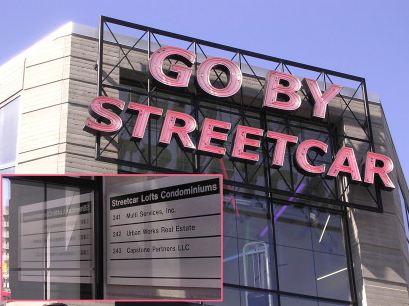 GO BY
STREETCAR
Streetcar Lofts Condominiums
241 Multi Services, Inc.
242 Urban Works Real Estate
243 Capstone Partners LLC